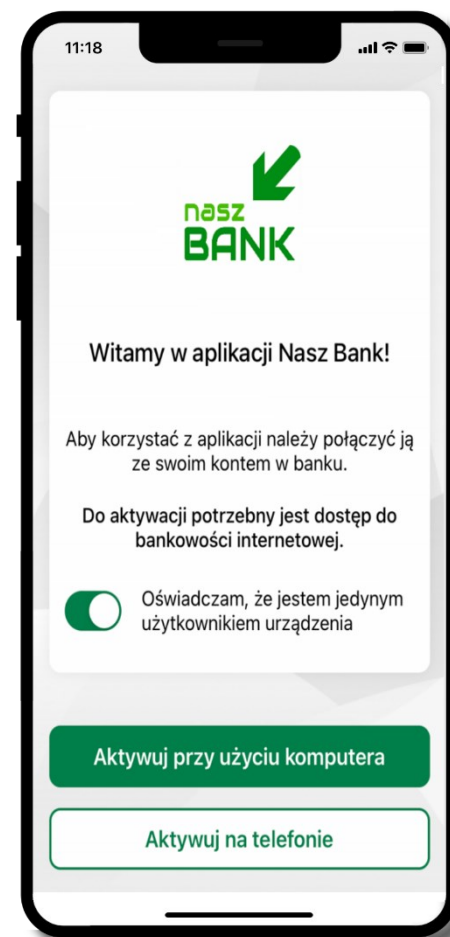 11:18
nasz
BANK
Witamy w aplikacji Nasz Bank!
Aby korzystać z aplikacji należy połączyć ją
ze swoim kontem w banku.
Do aktywacji potrzebny jest dostęp do
bankowości internetowej.
Oświadczam, że jestem jedynym
użytkownikiem urządzenia
Aktywuj przy użyciu komputera
Aktywuj na telefonie